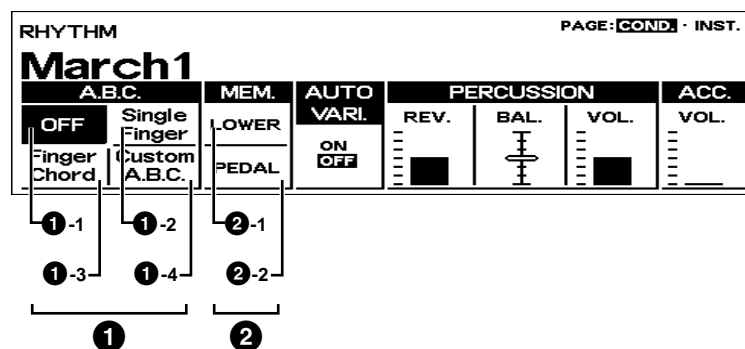 RHYTHM PAGE: COND. · INST.
March1
A.B.C. MEM. AUTO VARI. PERCUSSION ACC.
OFF Single Finger LOWER ON OFF REV. BAL. VOL. VOL.
Finger Chord Custom A.B.C. PEDAL
1-1 1-2 2-1
1-3 1-4 2-2
1 2